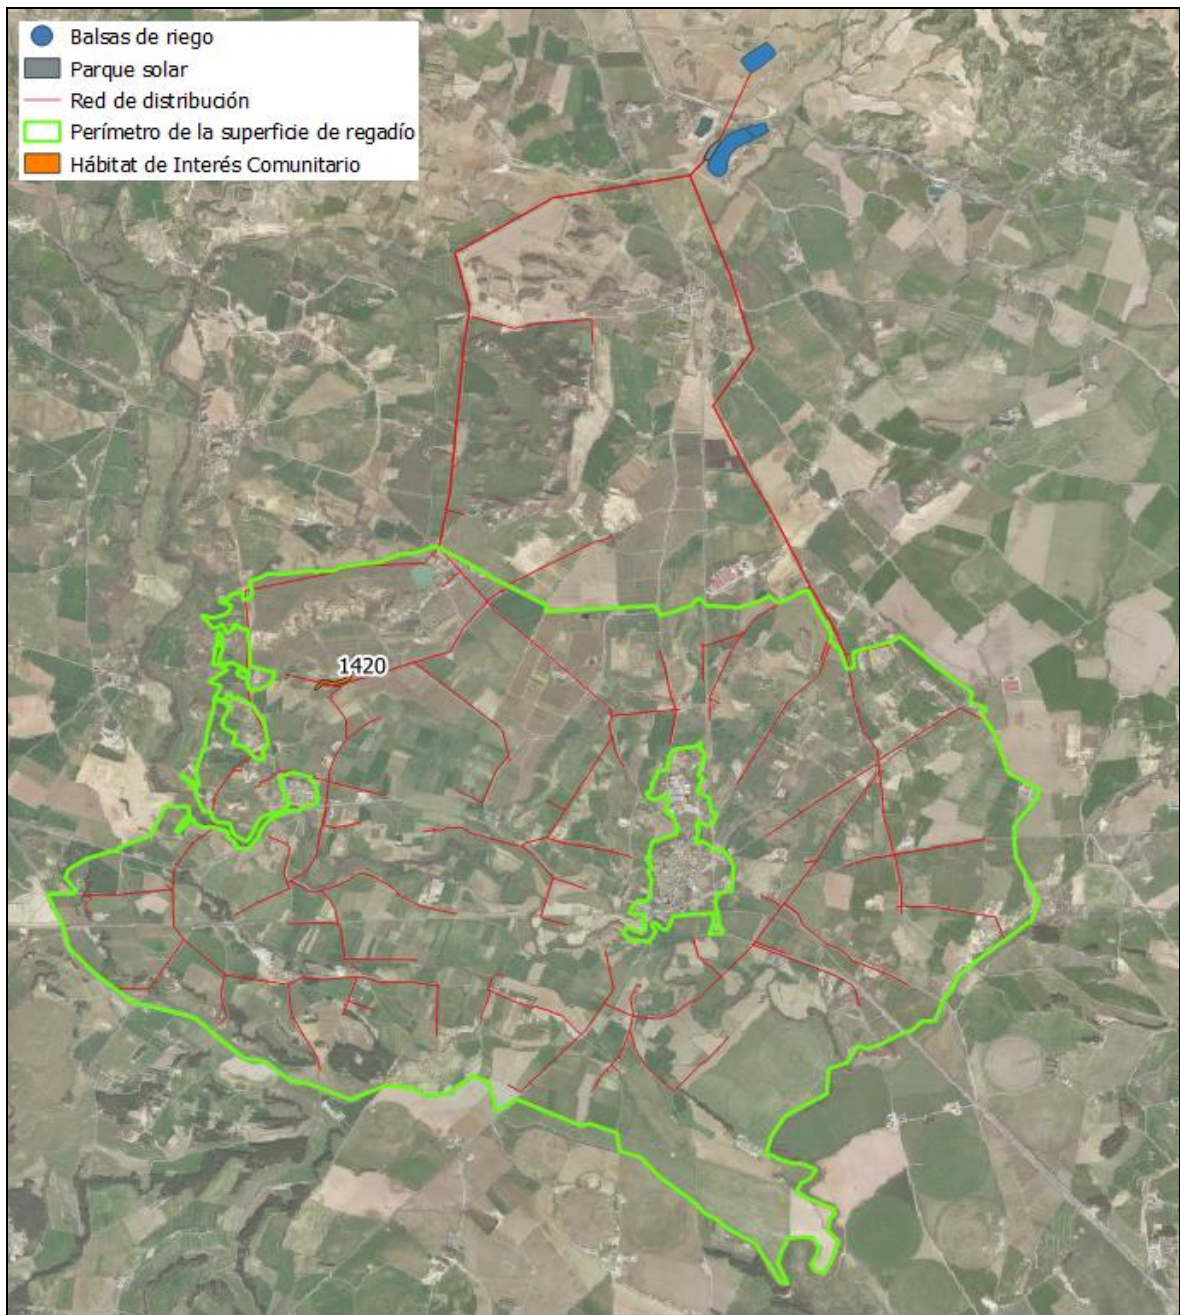 Balsas de riego
Parque solar
Red de distribución
Perímetro de la superficie de regadío
Hábitat de Interés Comunitario
1420